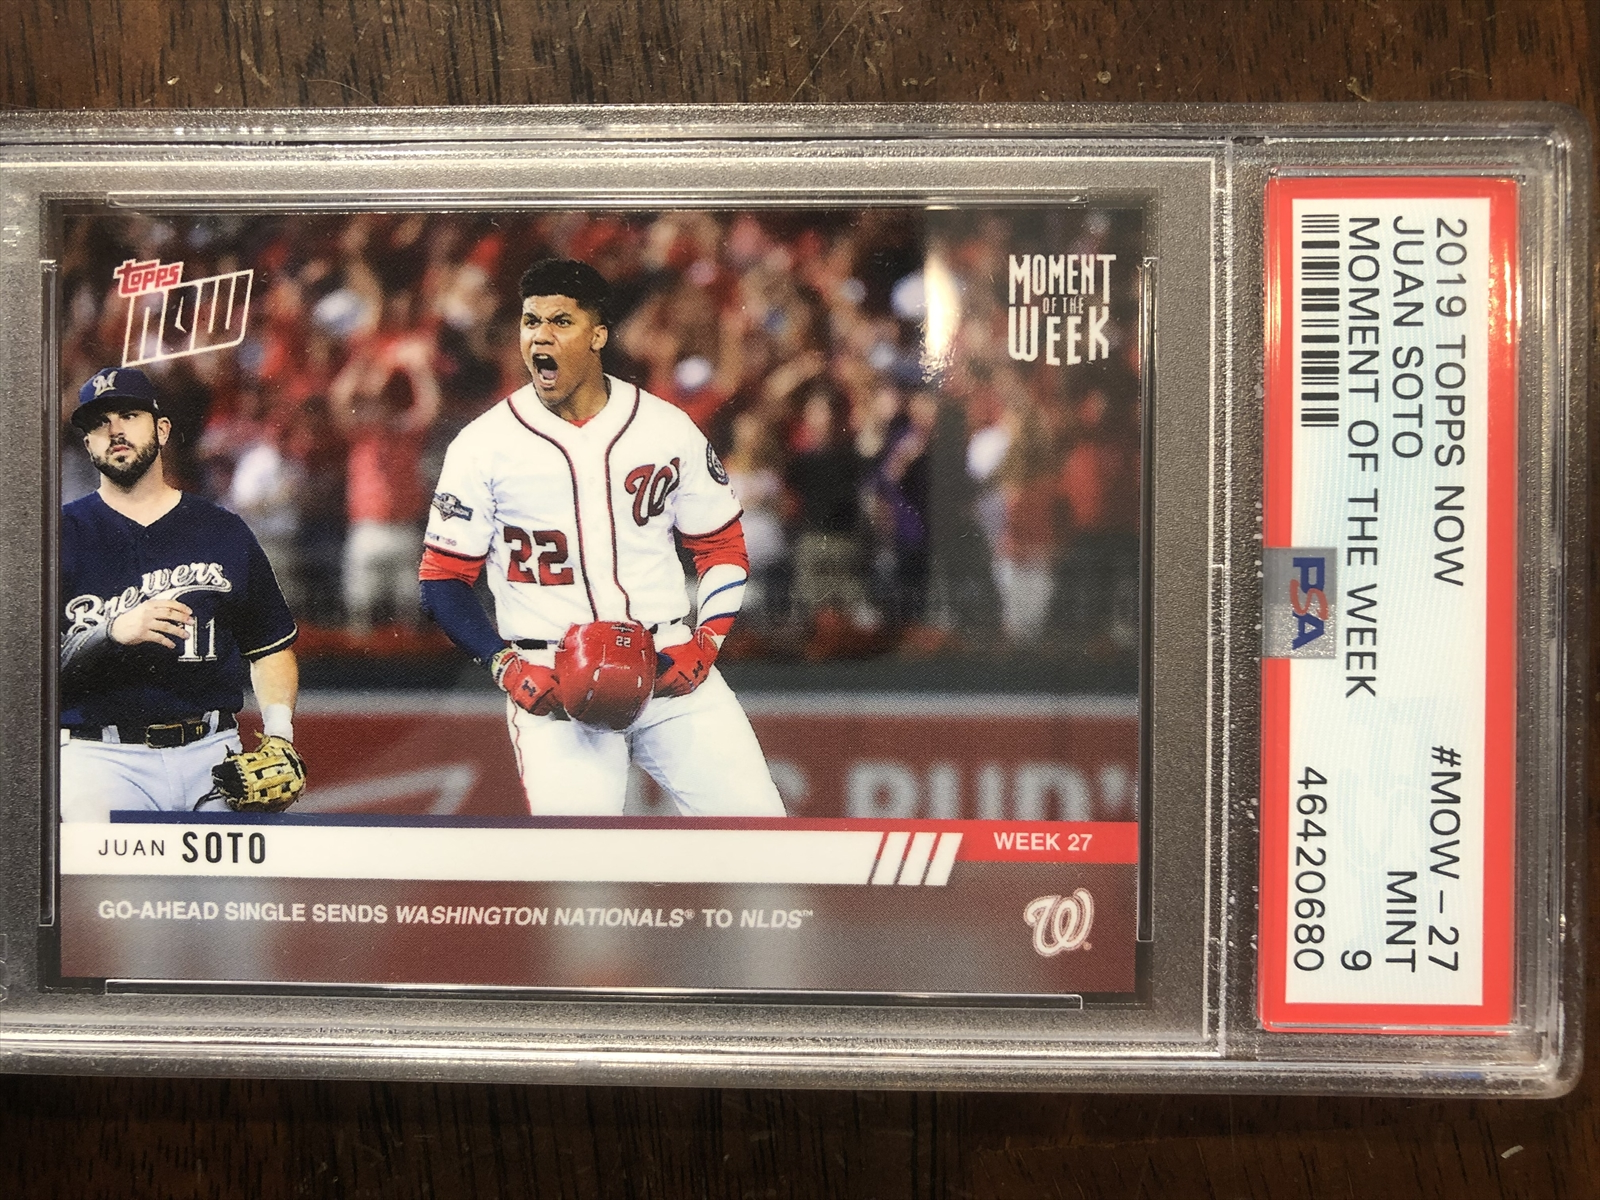 topps
NOW
MOMENT
OF THE
WEEK
M
Brewers
11
W
22
22
JUAN SOTO
WEEK 27
GO-AHEAD SINGLE SENDS WASHINGTON NATIONALS® TO NLDS™
W
2019 TOPPS NOW #MOW-27
JUAN SOTO MINT
MOMENT OF THE WEEK 9
46420680
PSA